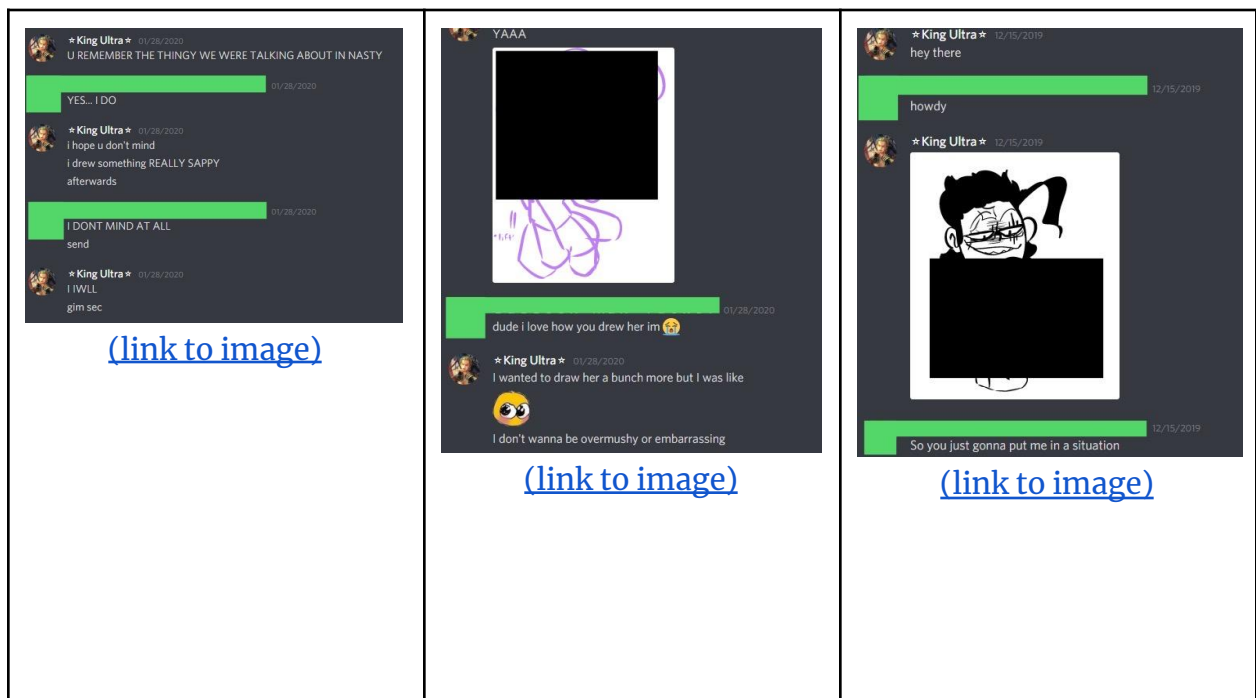 ⭐King Ultra⭐ 01/28/2020
U REMEMBER THE THINGY WE WERE TALKING ABOUT IN NASTY
01/28/2020
YES... I DO
⭐King Ultra⭐ 01/28/2020
i hope u don't mind
i drew something REALLY SAPPY
afterwards
01/28/2020
I DONT MIND AT ALL
send
⭐King Ultra⭐ 01/28/2020
I IWLL
gim sec
(link to image)
YAAA
01/28/2020
dude i love how you drew her im 😭
⭐King Ultra⭐ 01/28/2020
I wanted to draw her a bunch more but I was like
I don't wanna be overmushy or embarrassing
(link to image)
⭐King Ultra⭐ 12/15/2019
hey there
12/15/2019
howdy
⭐King Ultra⭐ 12/15/2019
12/15/2019
So you just gonna put me in a situation
(link to image)